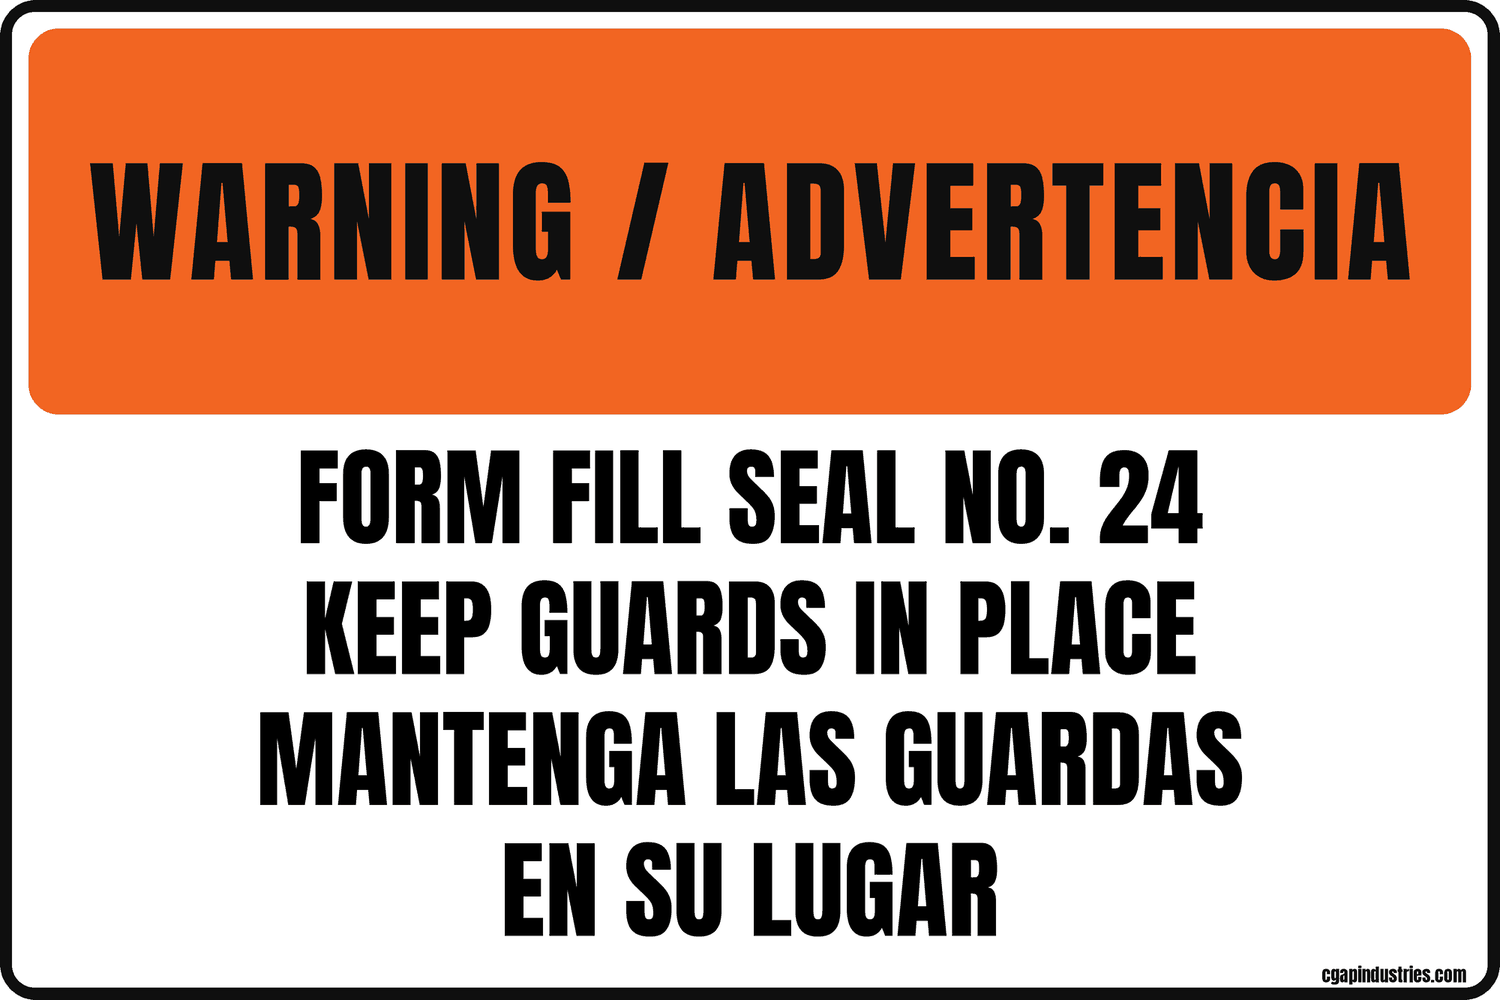 WARNING / ADVERTENCIA
FORM FILL SEAL NO. 24
KEEP GUARDS IN PLACE
MANTENGA LAS GUARDAS
EN SU LUGAR
cgapindustries.com